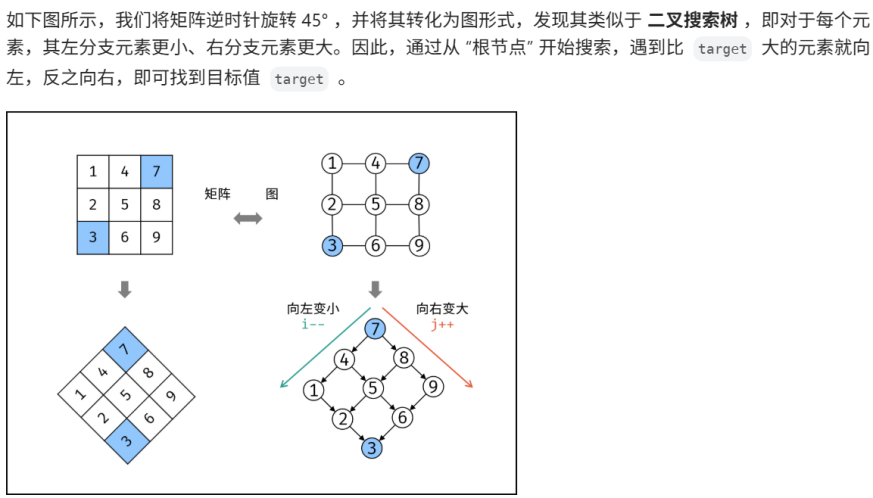 如下图所示，我们将矩阵逆时针旋转 45° ，并将其转化为图形式，发现其类似于 二叉搜索树 ，即对于每个元
素，其左分支元素更小、右分支元素更大。因此，通过从 “根节点” 开始搜索，遇到比 target 大的元素就向
左，反之向右，即可找到目标值 target 。
1 4 7
2 5 8
3 6 9
矩阵 图
1 4 7
2 5 8
3 6 9
7
4 8
1 5 9
2 6
3
向左变小
i--
向右变大
j++
7
4 8
1 5 9
2 6
3